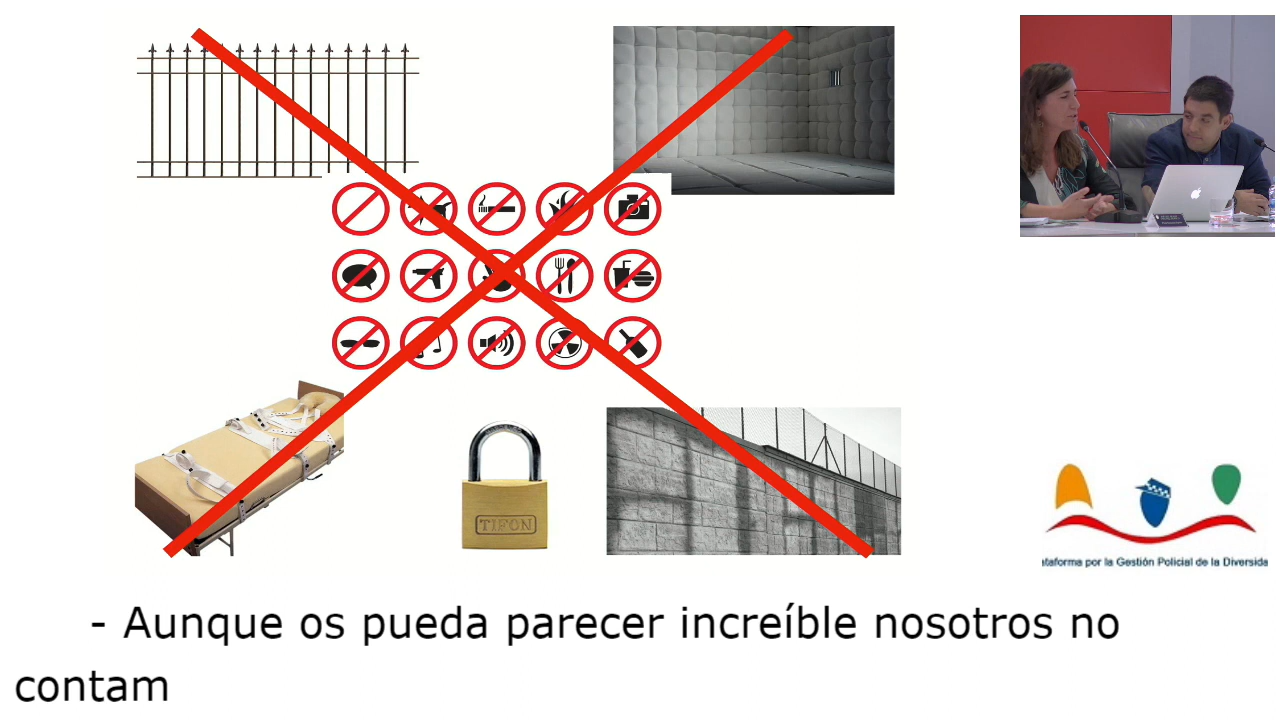 TIFON
ataforma por la Gestión Policial de la Diversida
- Aunque os pueda parecer increíble nosotros no
contam